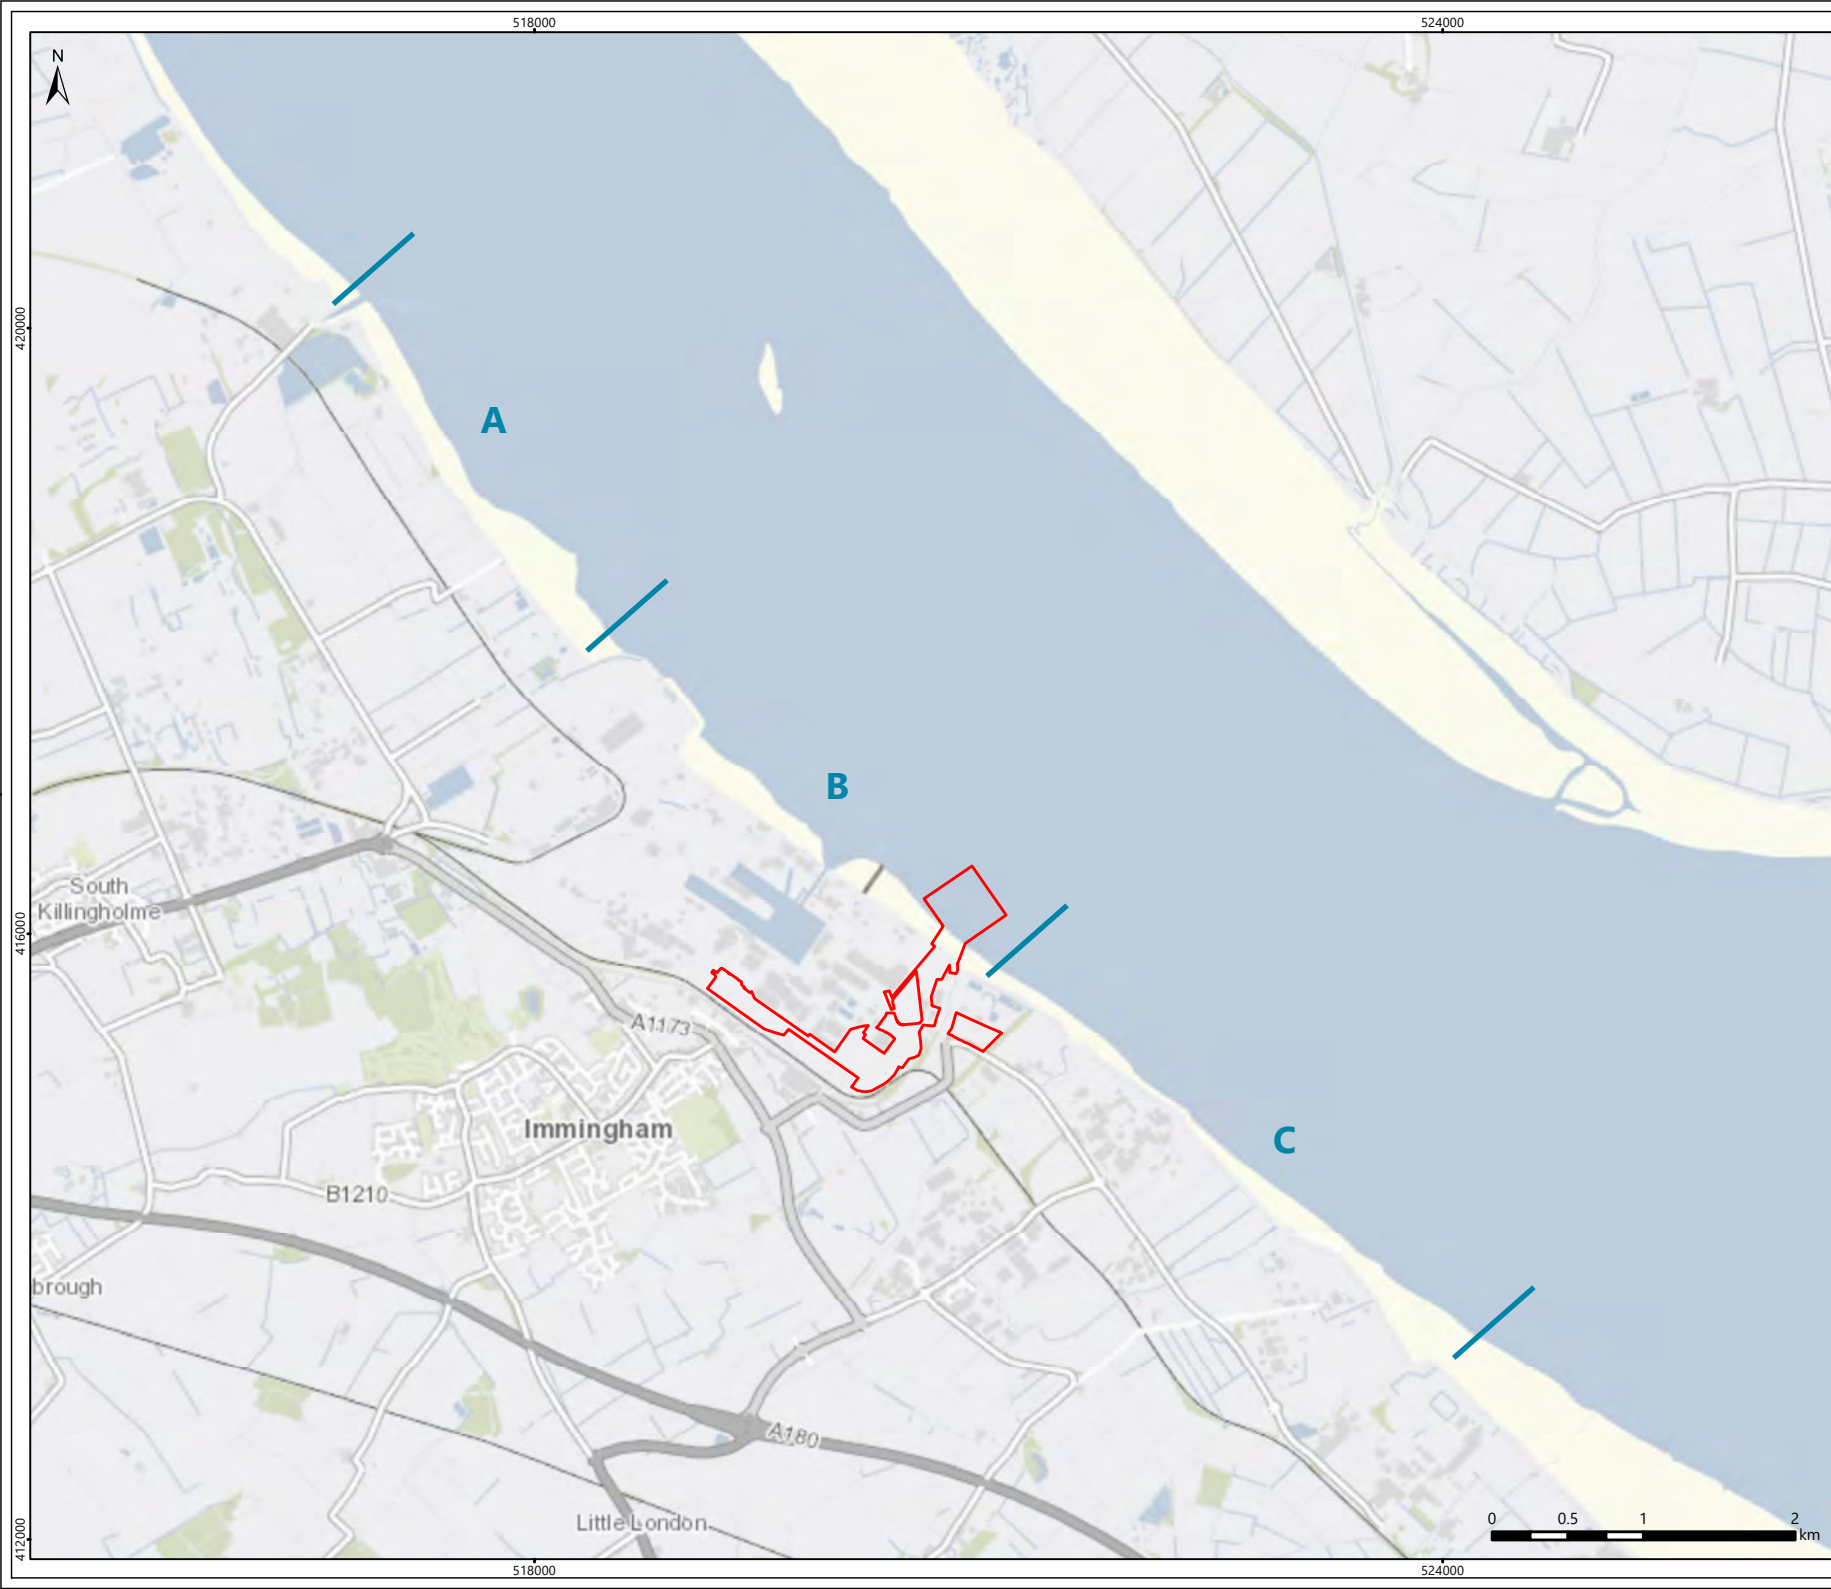 518000
524000
N
420000
A
B
South
Killingholme
416000
A1173
Immingham
C
B1210
brough
A180
Little London
0 0.5 1 2
km
412000
518000
524000